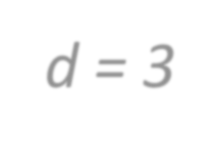 d = 3